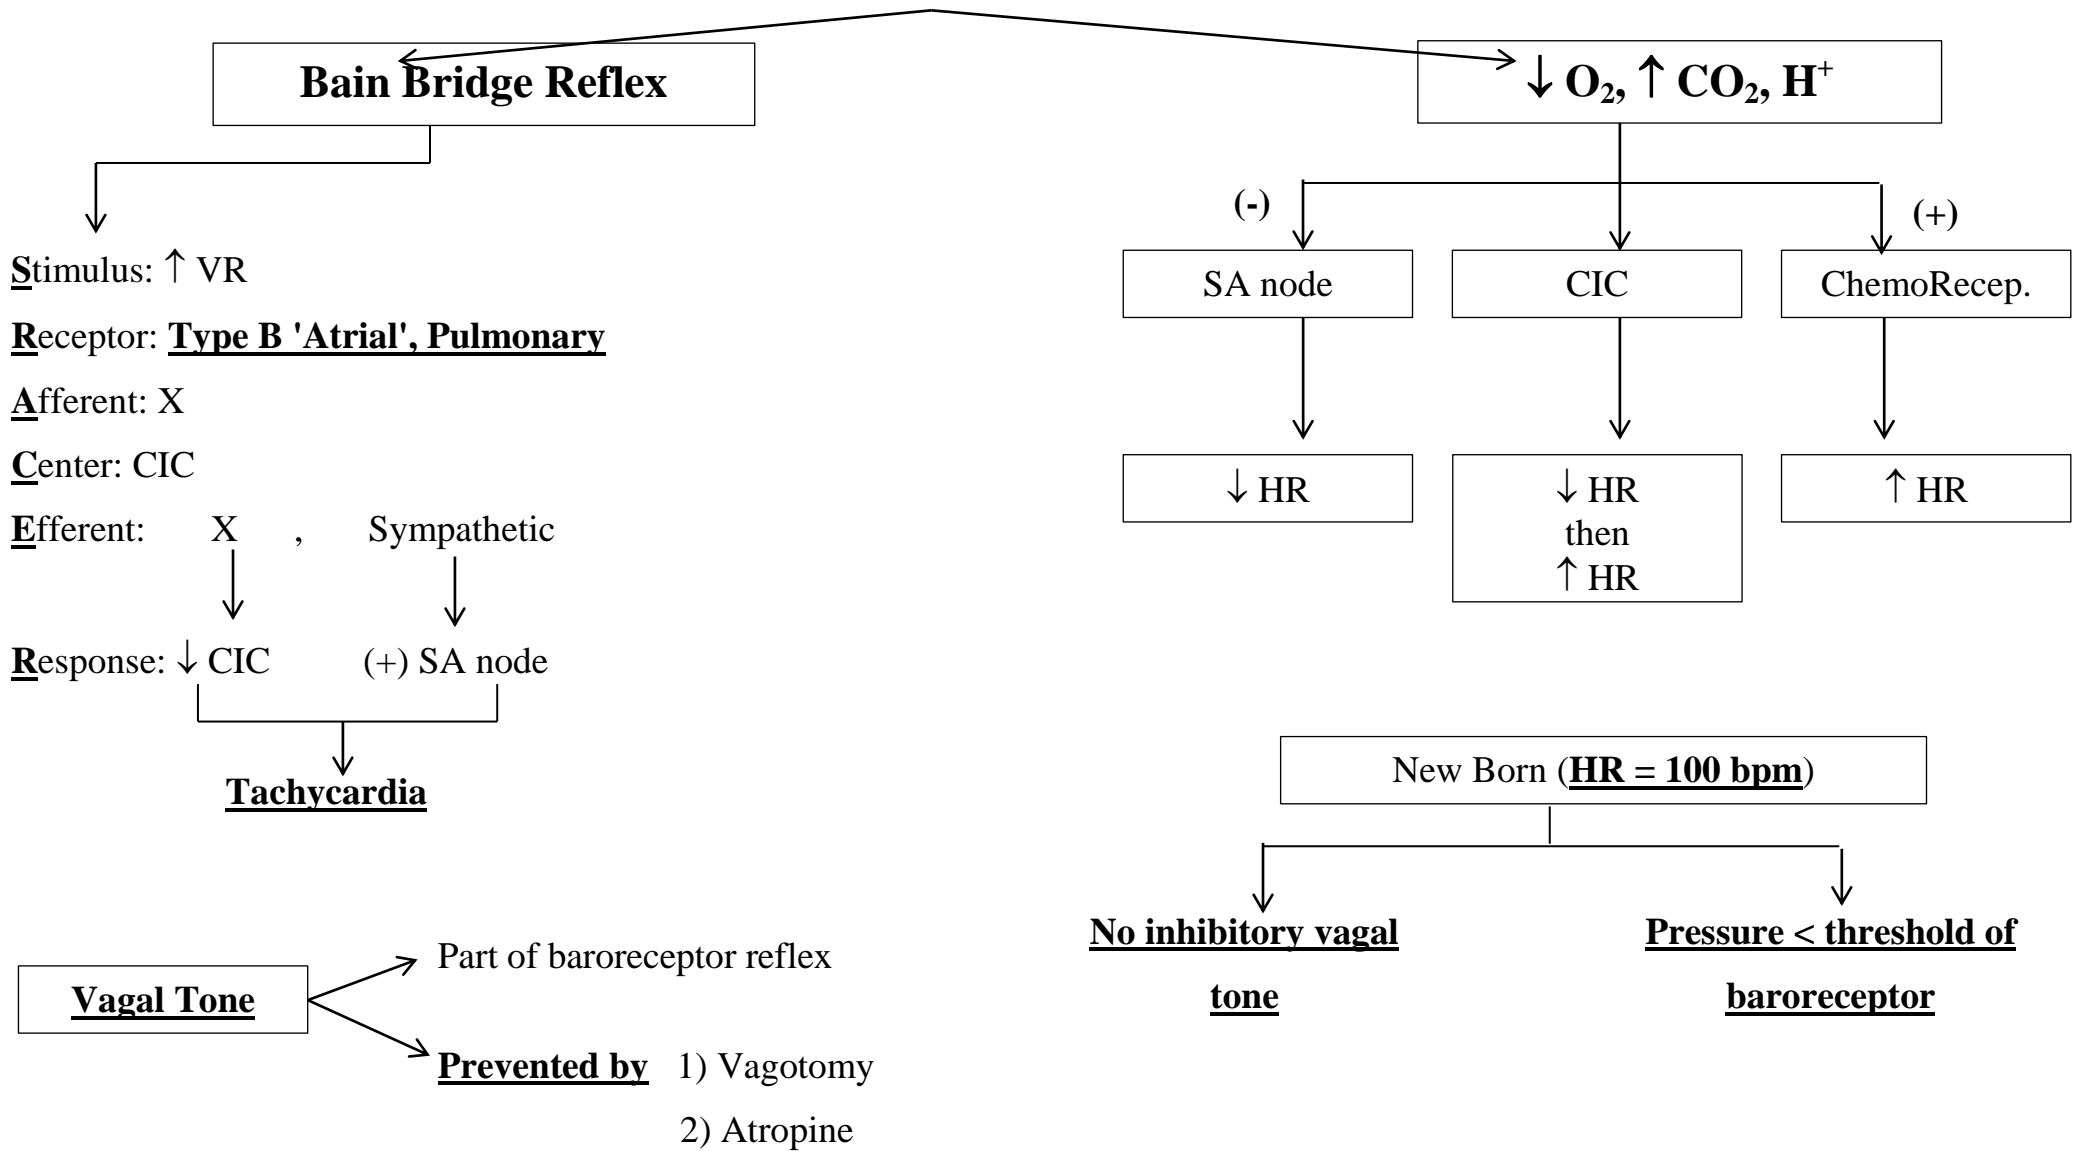 Bain Bridge Reflex
↓ O₂, ↑ CO₂, H⁺
Stimulus: ↑ VR
Receptor: Type B 'Atrial', Pulmonary
Afferent: X
Center: CIC
Efferent: X , Sympathetic
Response: ↓ CIC (+) SA node
Tachycardia
(-)
(+)
SA node
CIC
ChemoRecep.
↓ HR
↓ HR
then
↑ HR
↑ HR
New Born (HR = 100 bpm)
No inhibitory vagal
tone
Pressure < threshold of
baroreceptor
Vagal Tone
Part of baroreceptor reflex
Prevented by 1) Vagotomy
2) Atropine